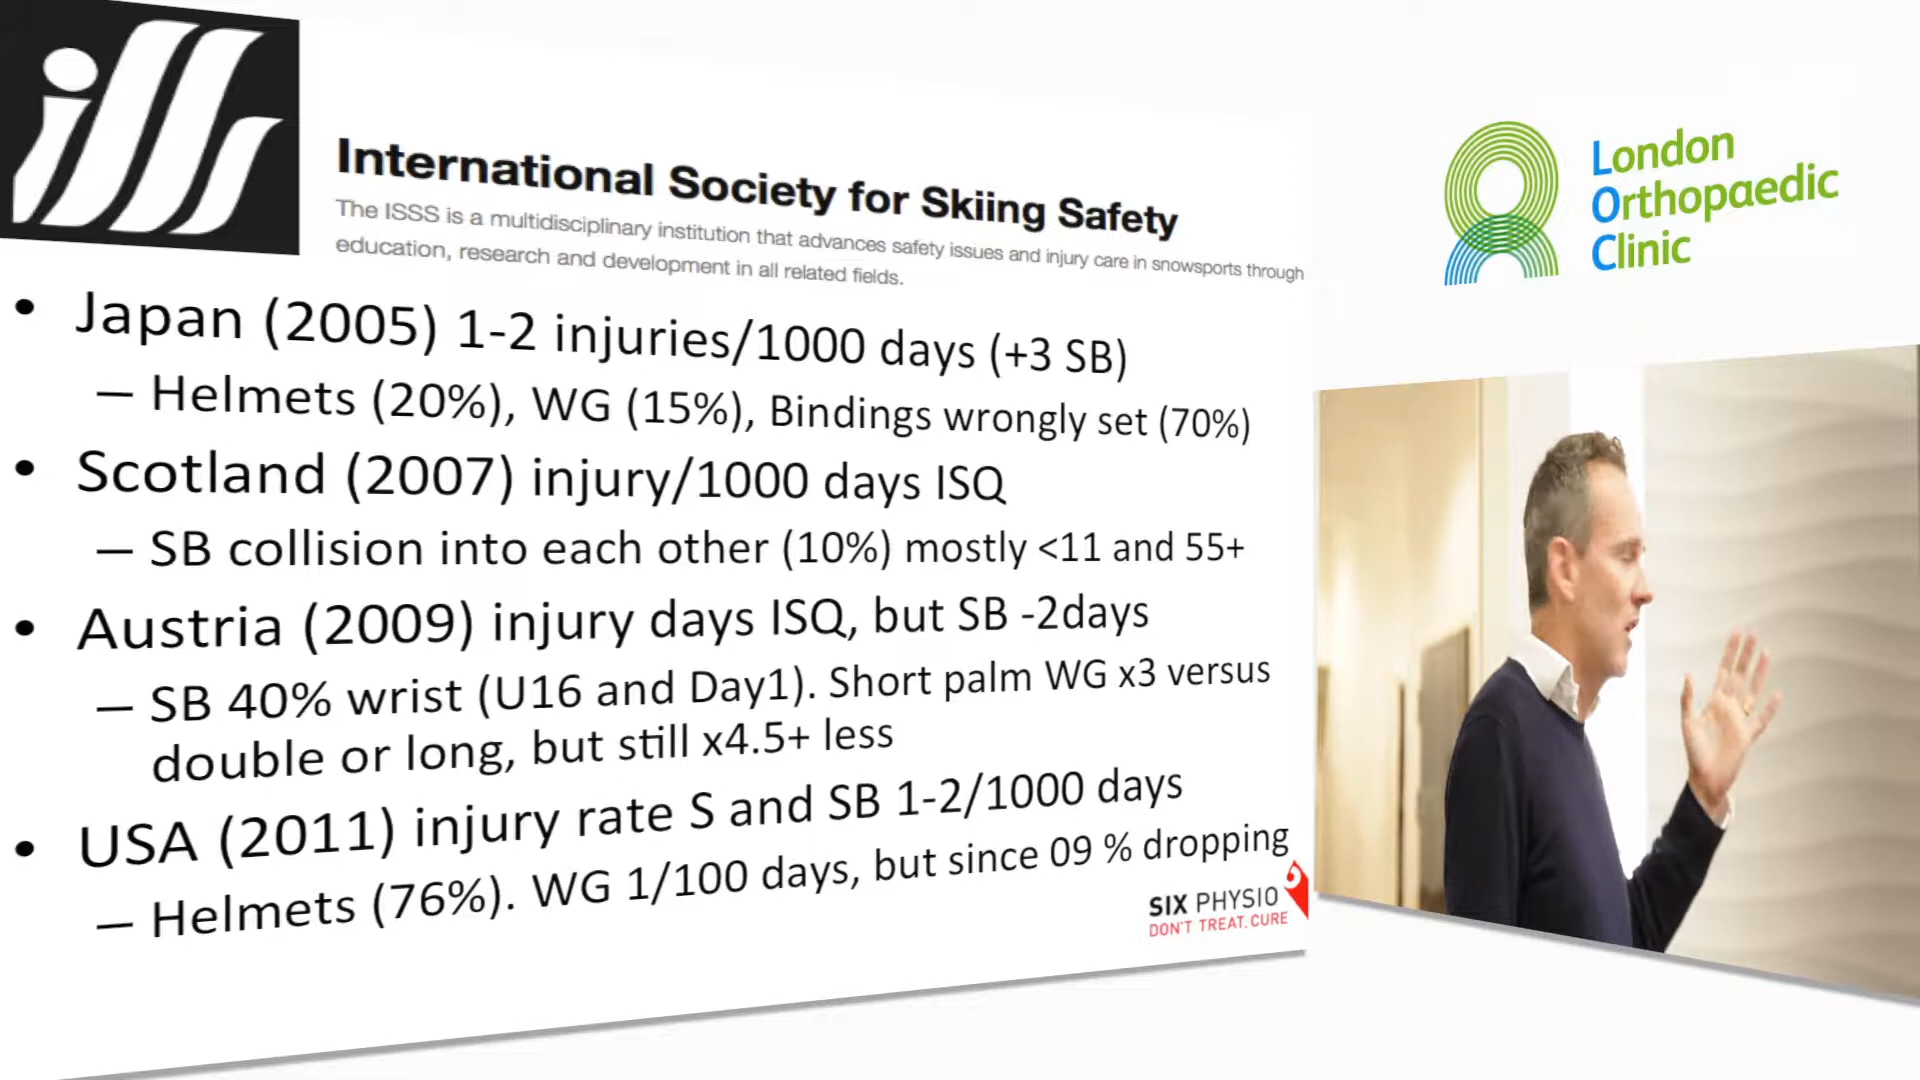 International Society for Skiing Safety
The ISSS is a multidisciplinary institution that advances safety issues and injury care in snowsports through
education, research and development in all related fields.
• Japan (2005) 1-2 injuries/1000 days (+3 SB)
– Helmets (20%), WG (15%), Bindings wrongly set (70%)
• Scotland (2007) injury/1000 days ISQ
– SB collision into each other (10%) mostly <11 and 55+
• Austria (2009) injury days ISQ, but SB -2days
– SB 40% wrist (U16 and Day1). Short palm WG x3 versus
double or long, but still x4.5+ less
• USA (2011) injury rate S and SB 1-2/1000 days
– Helmets (76%). WG 1/100 days, but since 09 % dropping
SIX PHYSIO
DON'T TREAT. CURE
London
Orthopaedic
Clinic